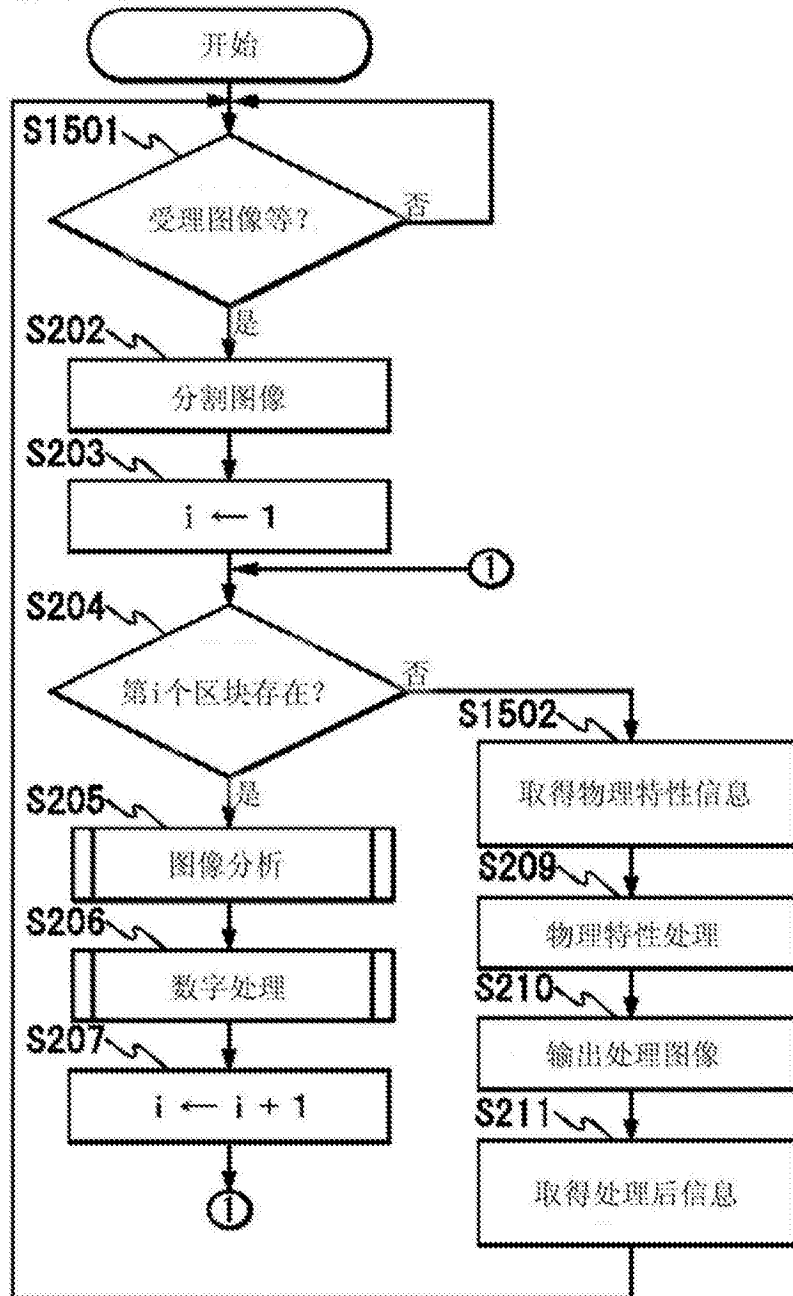 开始
S1501
受理图像等?
否
是
S202
分割图像
S203
i ← 1
①
S204
第i个区块存在?
否
是
S1502
取得物理特性信息
S205
图像分析
S209
物理特性处理
S206
数字处理
S210
输出处理图像
S207
i ← i + 1
S211
取得处理后信息
①